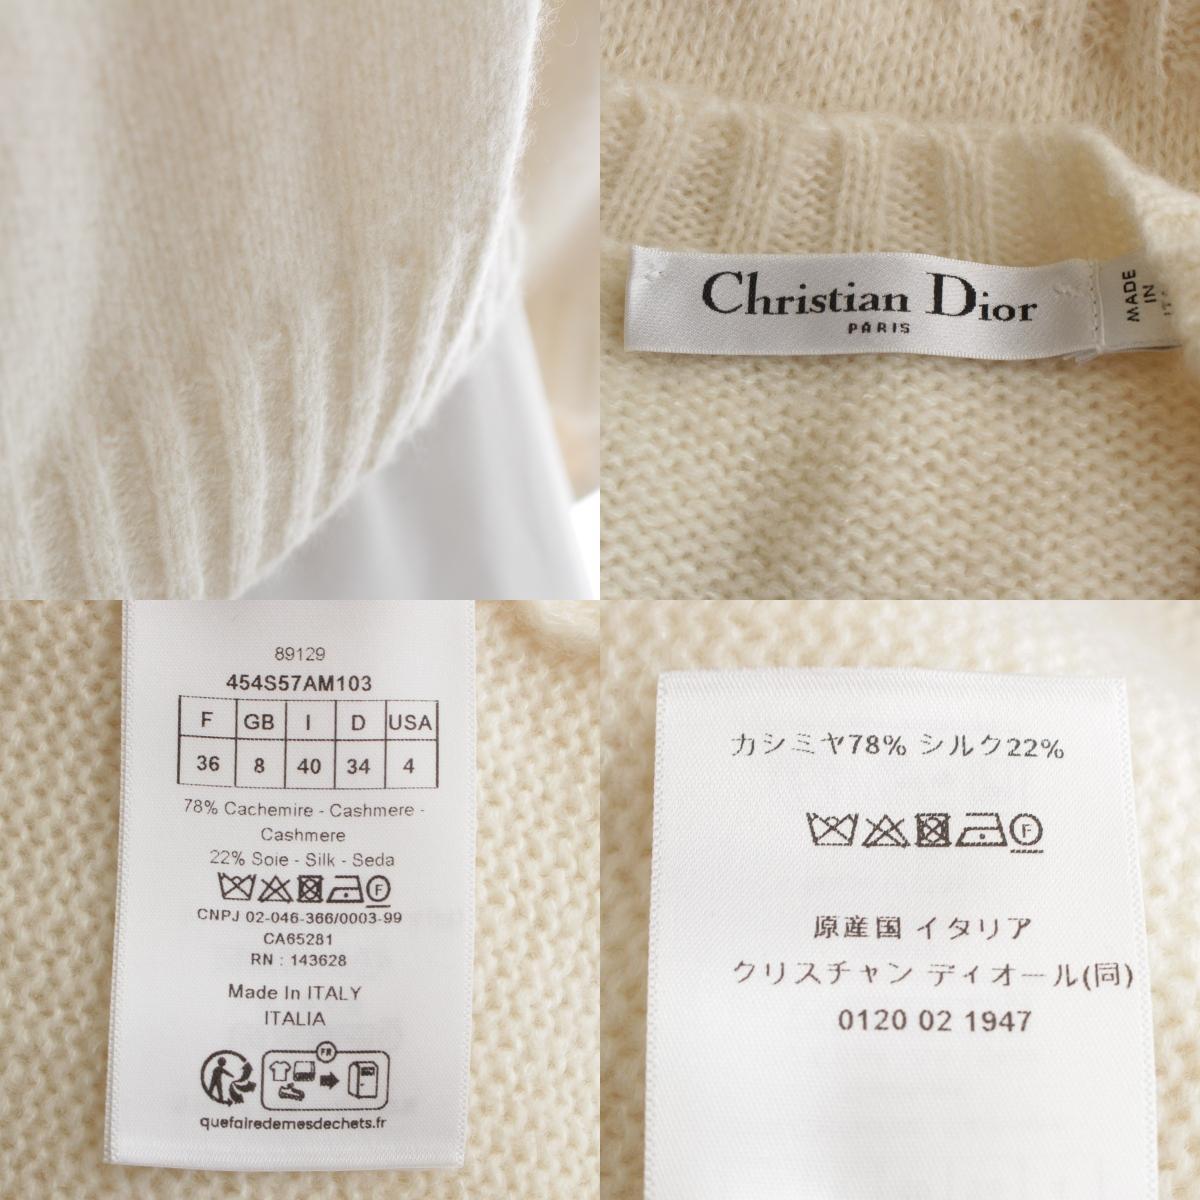 Christian Dior
PARIS
MADE
IN
89129
454S57AM103
F GB I D USA
36 8 40 34 4
78% Cachemire - Cashmere -
Cashmere
22% Soie - Silk - Seda
F
CNPJ 02-046-366/0003-99
CA65281
RN : 143628
Made In ITALY
ITALIA
FR
quefairedemesdechets.fr
カシミヤ78% シルク22%
F
原産国 イタリア
クリスチャン ディオール(同)
0120 02 1947